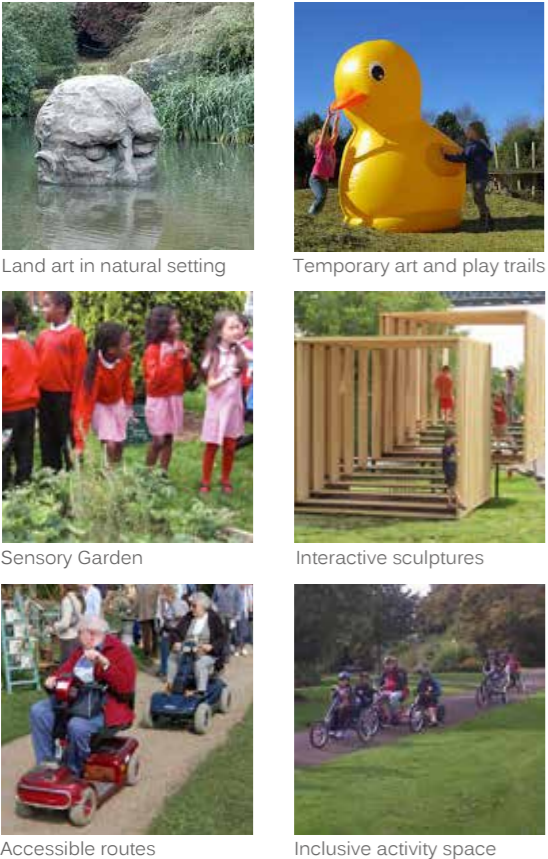 Land art in natural setting
Temporary art and play trails
Sensory Garden
Interactive sculptures
Accessible routes
Inclusive activity space